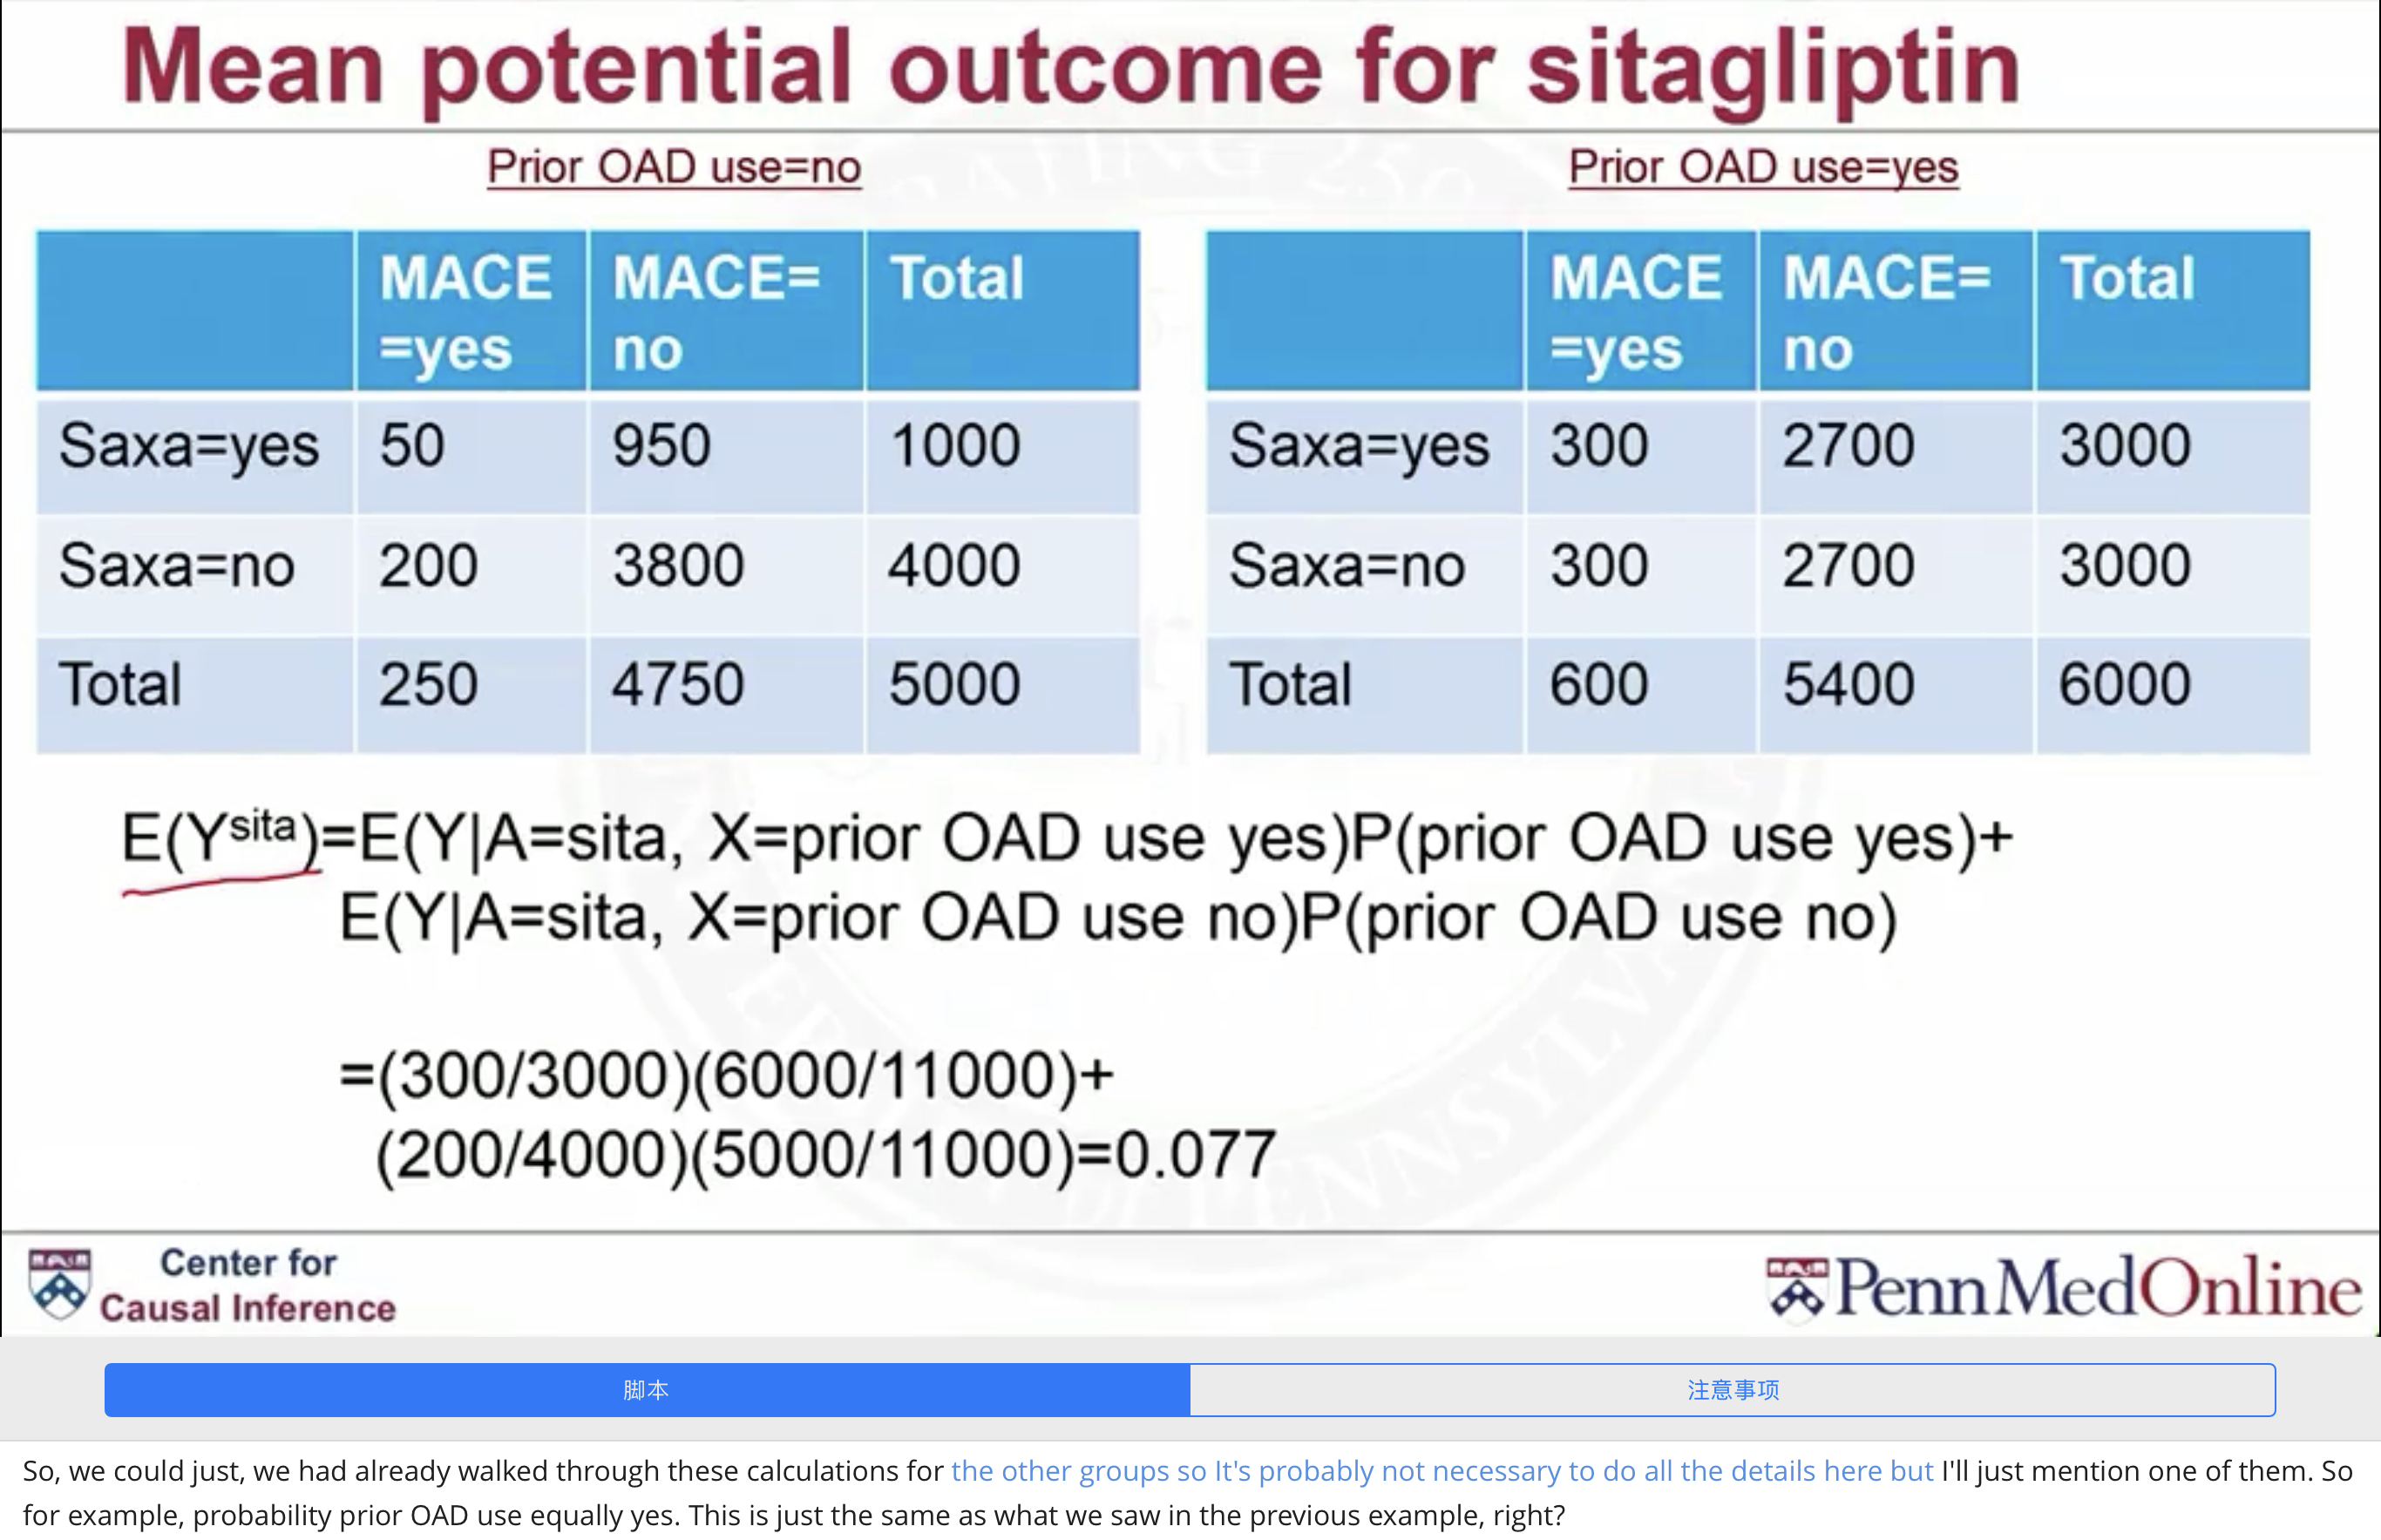 Mean potential outcome for sitagliptin
Prior OAD use=no
Prior OAD use=yes
MACE =yes MACE= no Total
Saxa=yes 50 950 1000
Saxa=no 200 3800 4000
Total 250 4750 5000
MACE =yes MACE= no Total
Saxa=yes 300 2700 3000
Saxa=no 300 2700 3000
Total 600 5400 6000
E(Y^sita)=E(Y|A=sita, X=prior OAD use yes)P(prior OAD use yes)+
E(Y|A=sita, X=prior OAD use no)P(prior OAD use no)
=(300/3000)(6000/11000)+
(200/4000)(5000/11000)=0.077
Center for
Causal Inference
PennMedOnline
脚本
注意事项
So, we could just, we had already walked through these calculations for the other groups so It's probably not necessary to do all the details here but I'll just mention one of them. So
for example, probability prior OAD use equally yes. This is just the same as what we saw in the previous example, right?